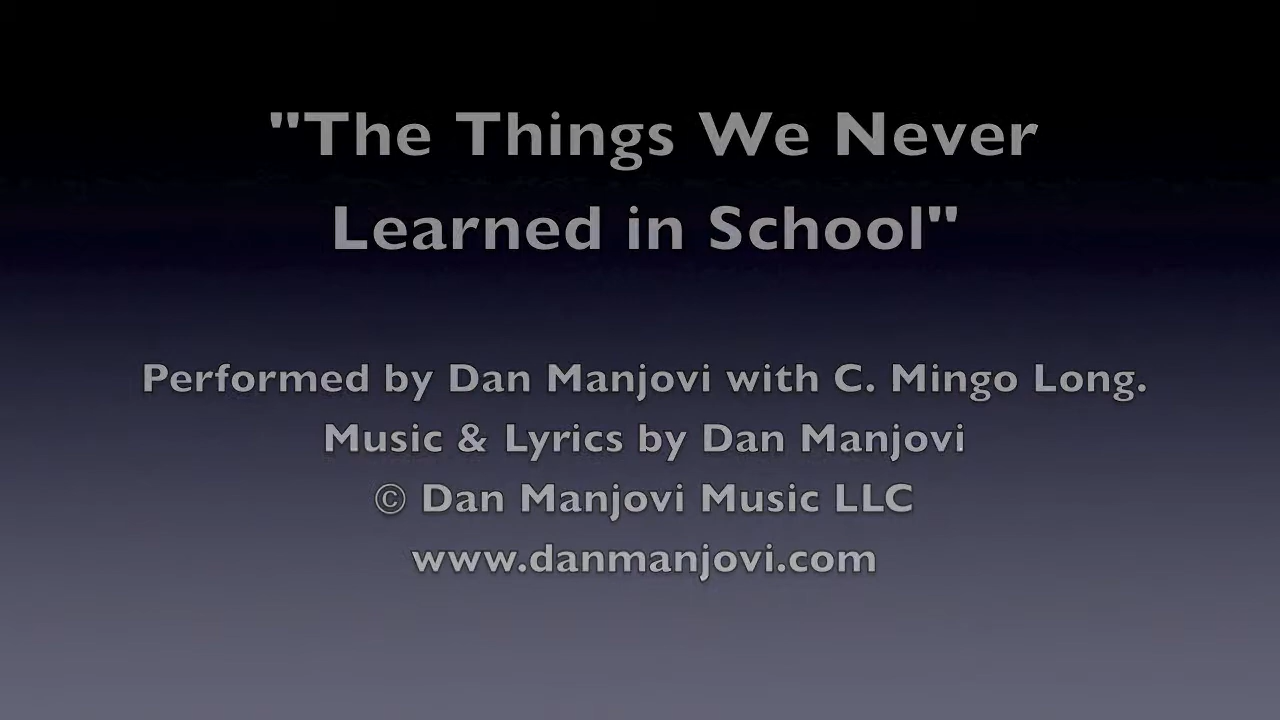 "The Things We Never
Learned in School"
Performed by Dan Manjovi with C. Mingo Long.
Music & Lyrics by Dan Manjovi
© Dan Manjovi Music LLC
www.danmanjovi.com